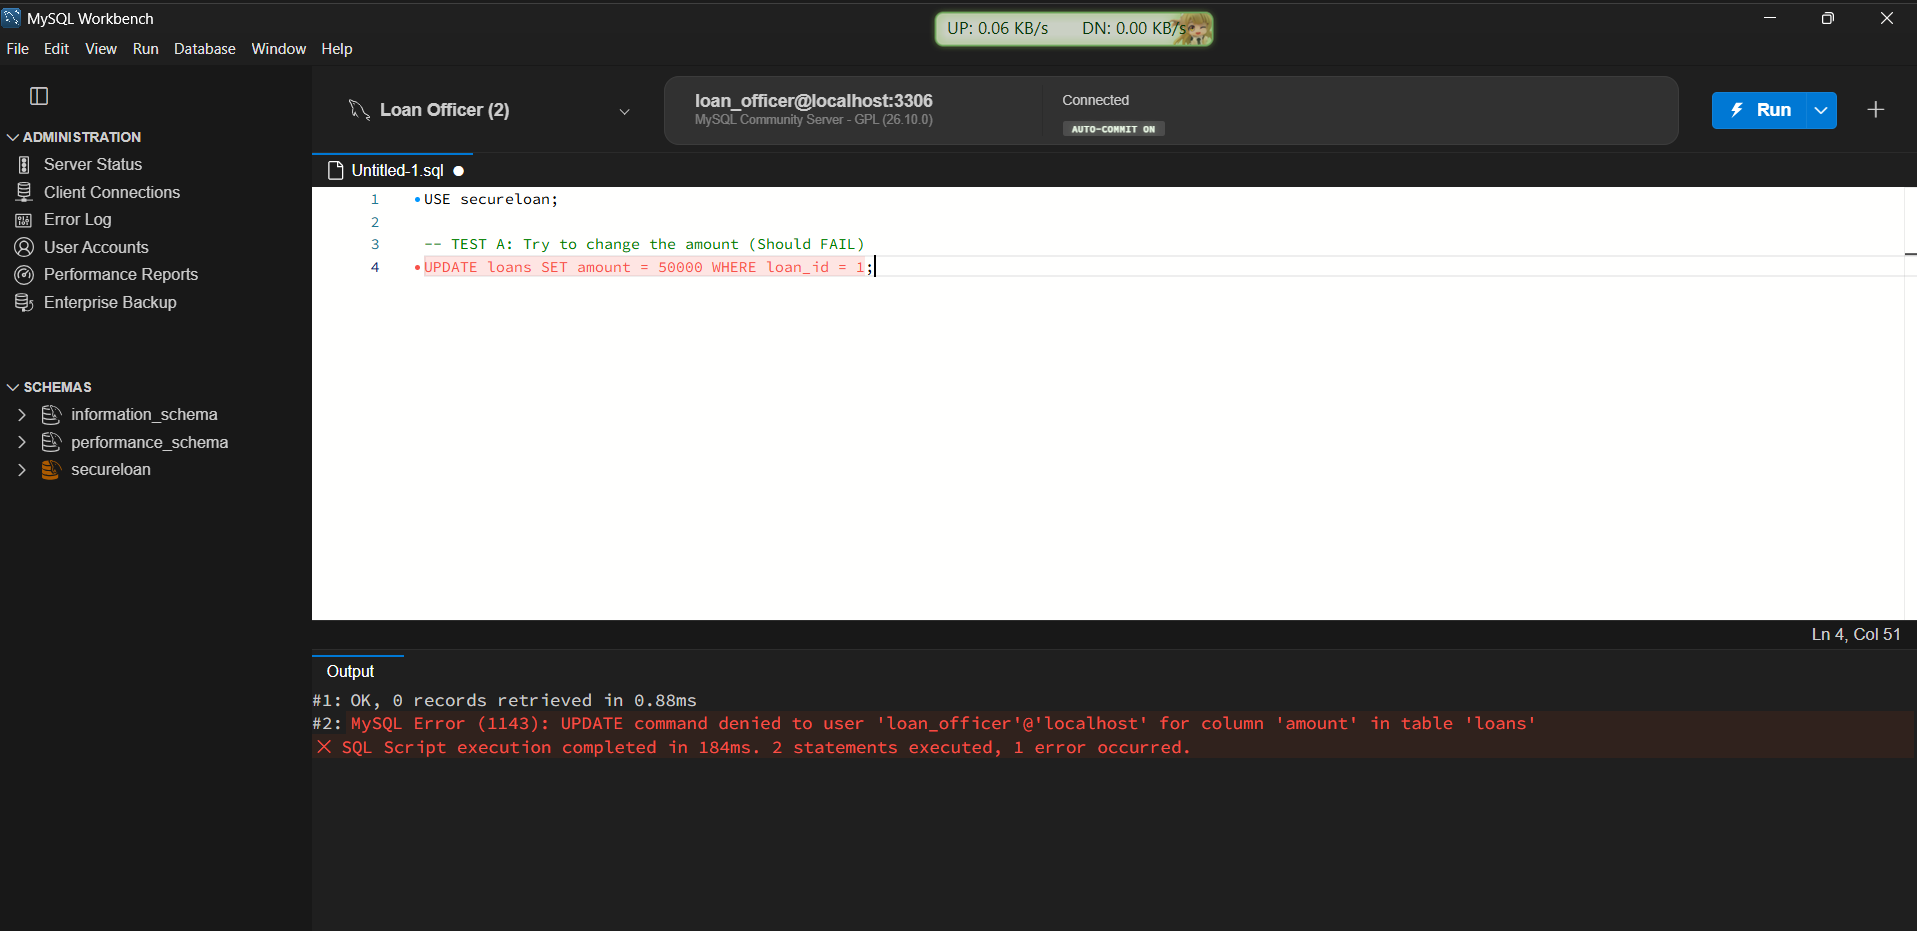 MySQL Workbench
UP: 0.06 KB/s DN: 0.00 KB/s
File Edit View Run Database Window Help
Loan Officer (2)
loan_officer@localhost:3306
MySQL Community Server - GPL (26.10.0)
Connected
AUTO-COMMIT ON
Run
ADMINISTRATION
Server Status
Client Connections
Error Log
User Accounts
Performance Reports
Enterprise Backup
SCHEMAS
information_schema
performance_schema
secureloan
Untitled-1.sql
1 USE secureloan;
2
3 -- TEST A: Try to change the amount (Should FAIL)
4 UPDATE loans SET amount = 50000 WHERE loan_id = 1;
Ln 4, Col 51
Output
#1: OK, 0 records retrieved in 0.88ms
#2: MySQL Error (1143): UPDATE command denied to user 'loan_officer'@'localhost' for column 'amount' in table 'loans'
SQL Script execution completed in 184ms. 2 statements executed, 1 error occurred.